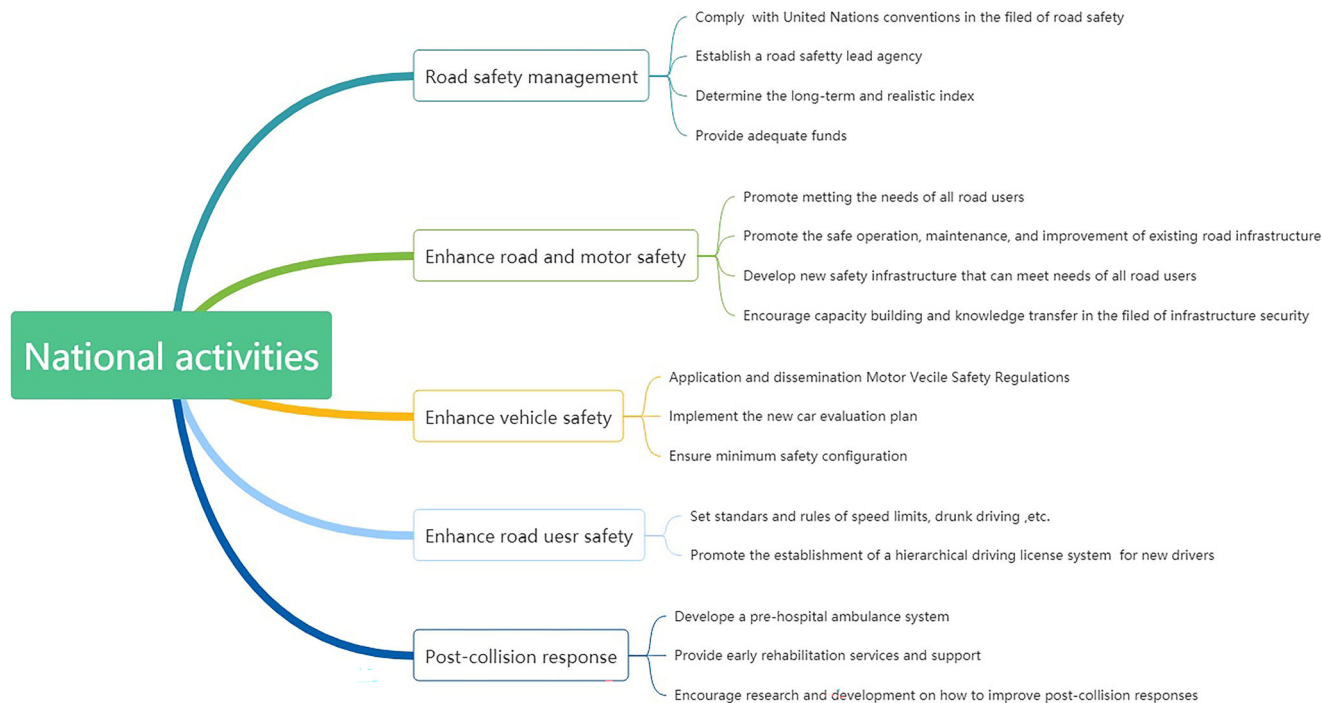 National activities
Road safety management
Comply with United Nations conventions in the filed of road safety
Establish a road safetty lead agency
Determine the long-term and realistic index
Provide adequate funds
Enhance road and motor safety
Promote metting the needs of all road users
Promote the safe operation, maintenance, and improvement of existing road infrastructure
Develop new safety infrastructure that can meet needs of all road users
Encourage capacity building and knowledge transfer in the filed of infrastructure security
Enhance vehicle safety
Application and dissemination Motor Vecile Safety Regulations
Implement the new car evaluation plan
Ensure minimum safety configuration
Enhance road uesr safety
Set standars and rules of speed limits, drunk driving ,etc.
Promote the establishment of a hierarchical driving license system for new drivers
Post-collision response
Develope a pre-hospital ambulance system
Provide early rehabilitation services and support
Encourage research and development on how to improve post-collision responses